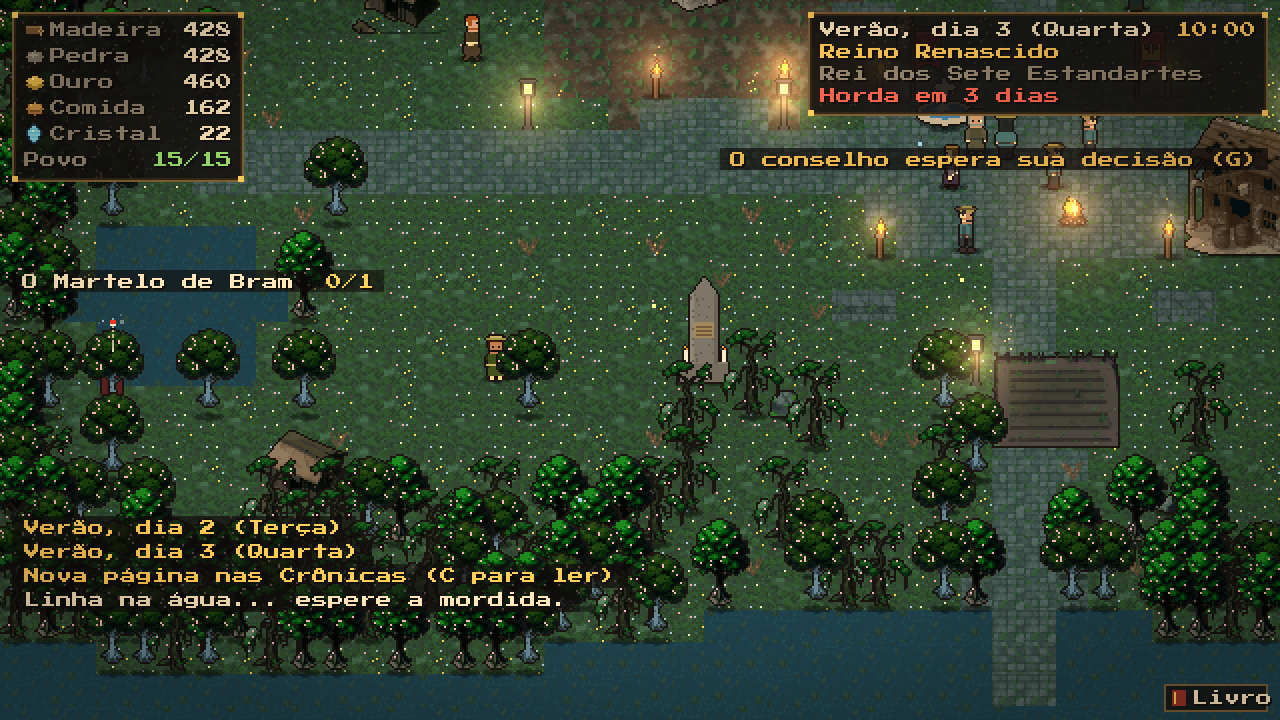 Madeira 428
Pedra 428
Ouro 460
Comida 162
Cristal 22
Povo 15/15
Verão, dia 3 (Quarta) 10:00
Reino Renascido
Rei dos Sete Estandartes
Horda em 3 dias
O conselho espera sua decisão (G)
O Martelo de Bram 0/1
Verão, dia 2 (Terça)
Verão, dia 3 (Quarta)
Nova página nas Crônicas (C para ler)
Linha na água... espere a mordida.
Livro